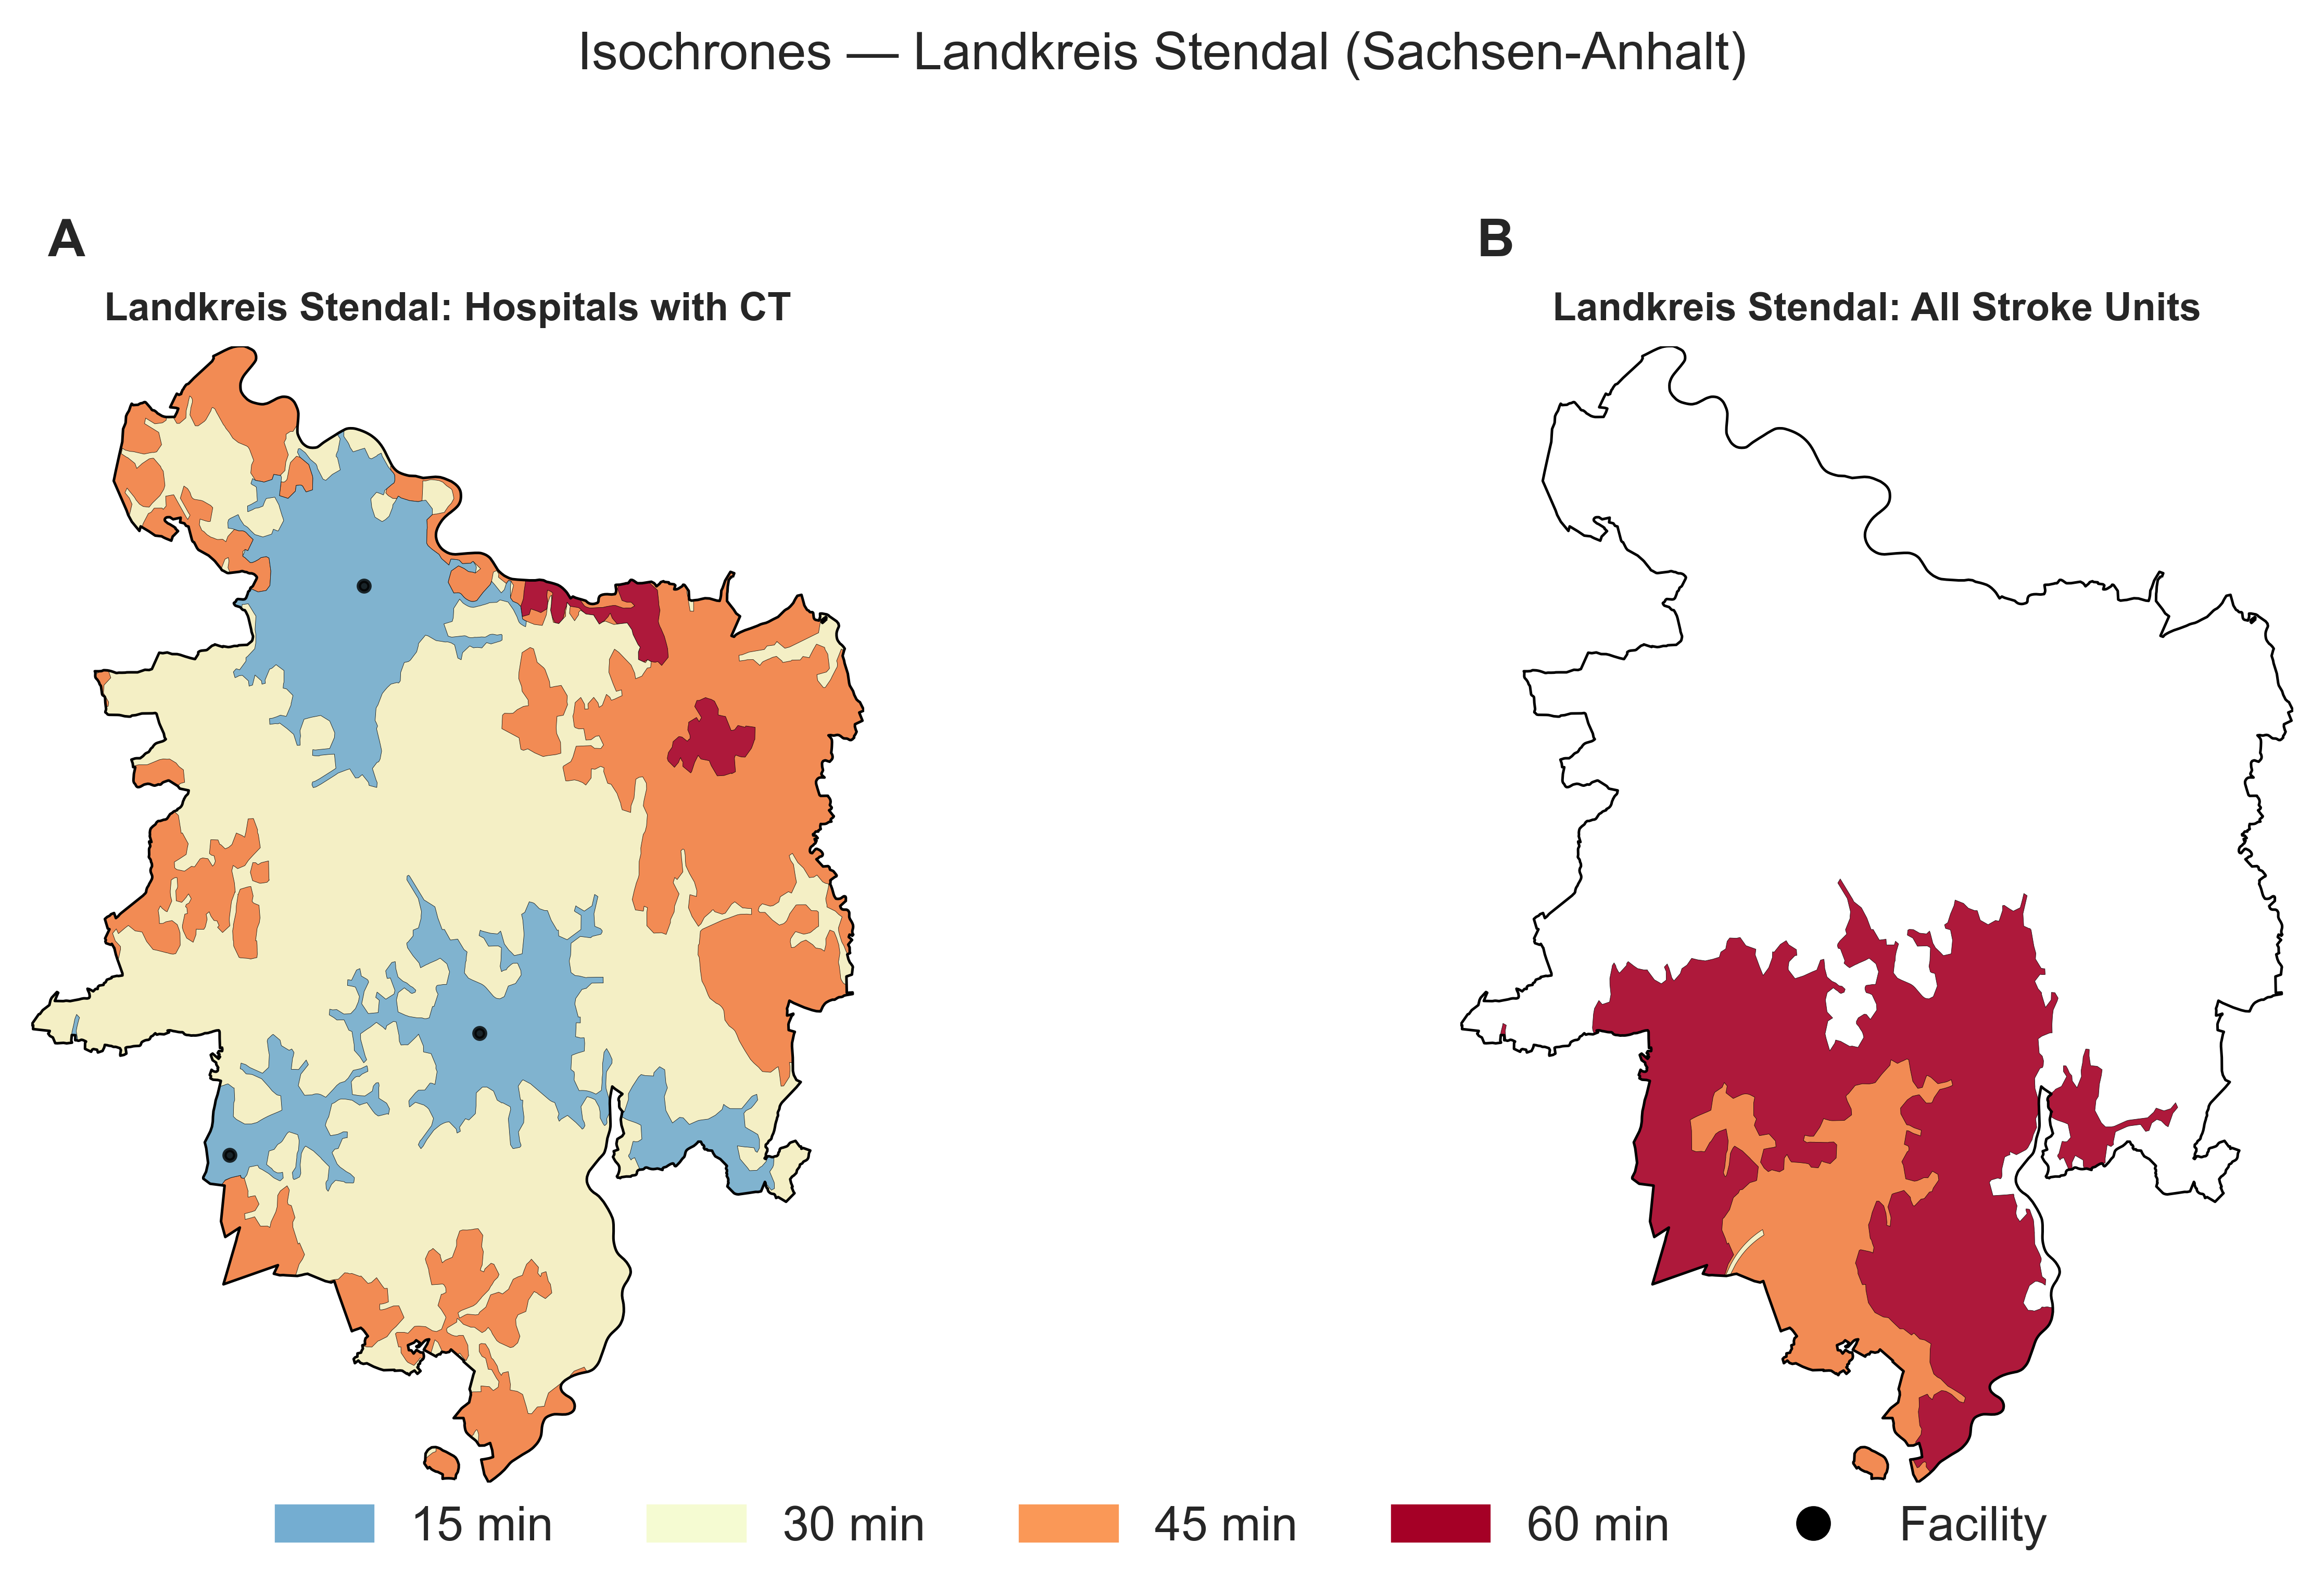 Isochrones — Landkreis Stendal (Sachsen-Anhalt)
A
Landkreis Stendal: Hospitals with CT
B
Landkreis Stendal: All Stroke Units
15 min
30 min
45 min
60 min
Facility